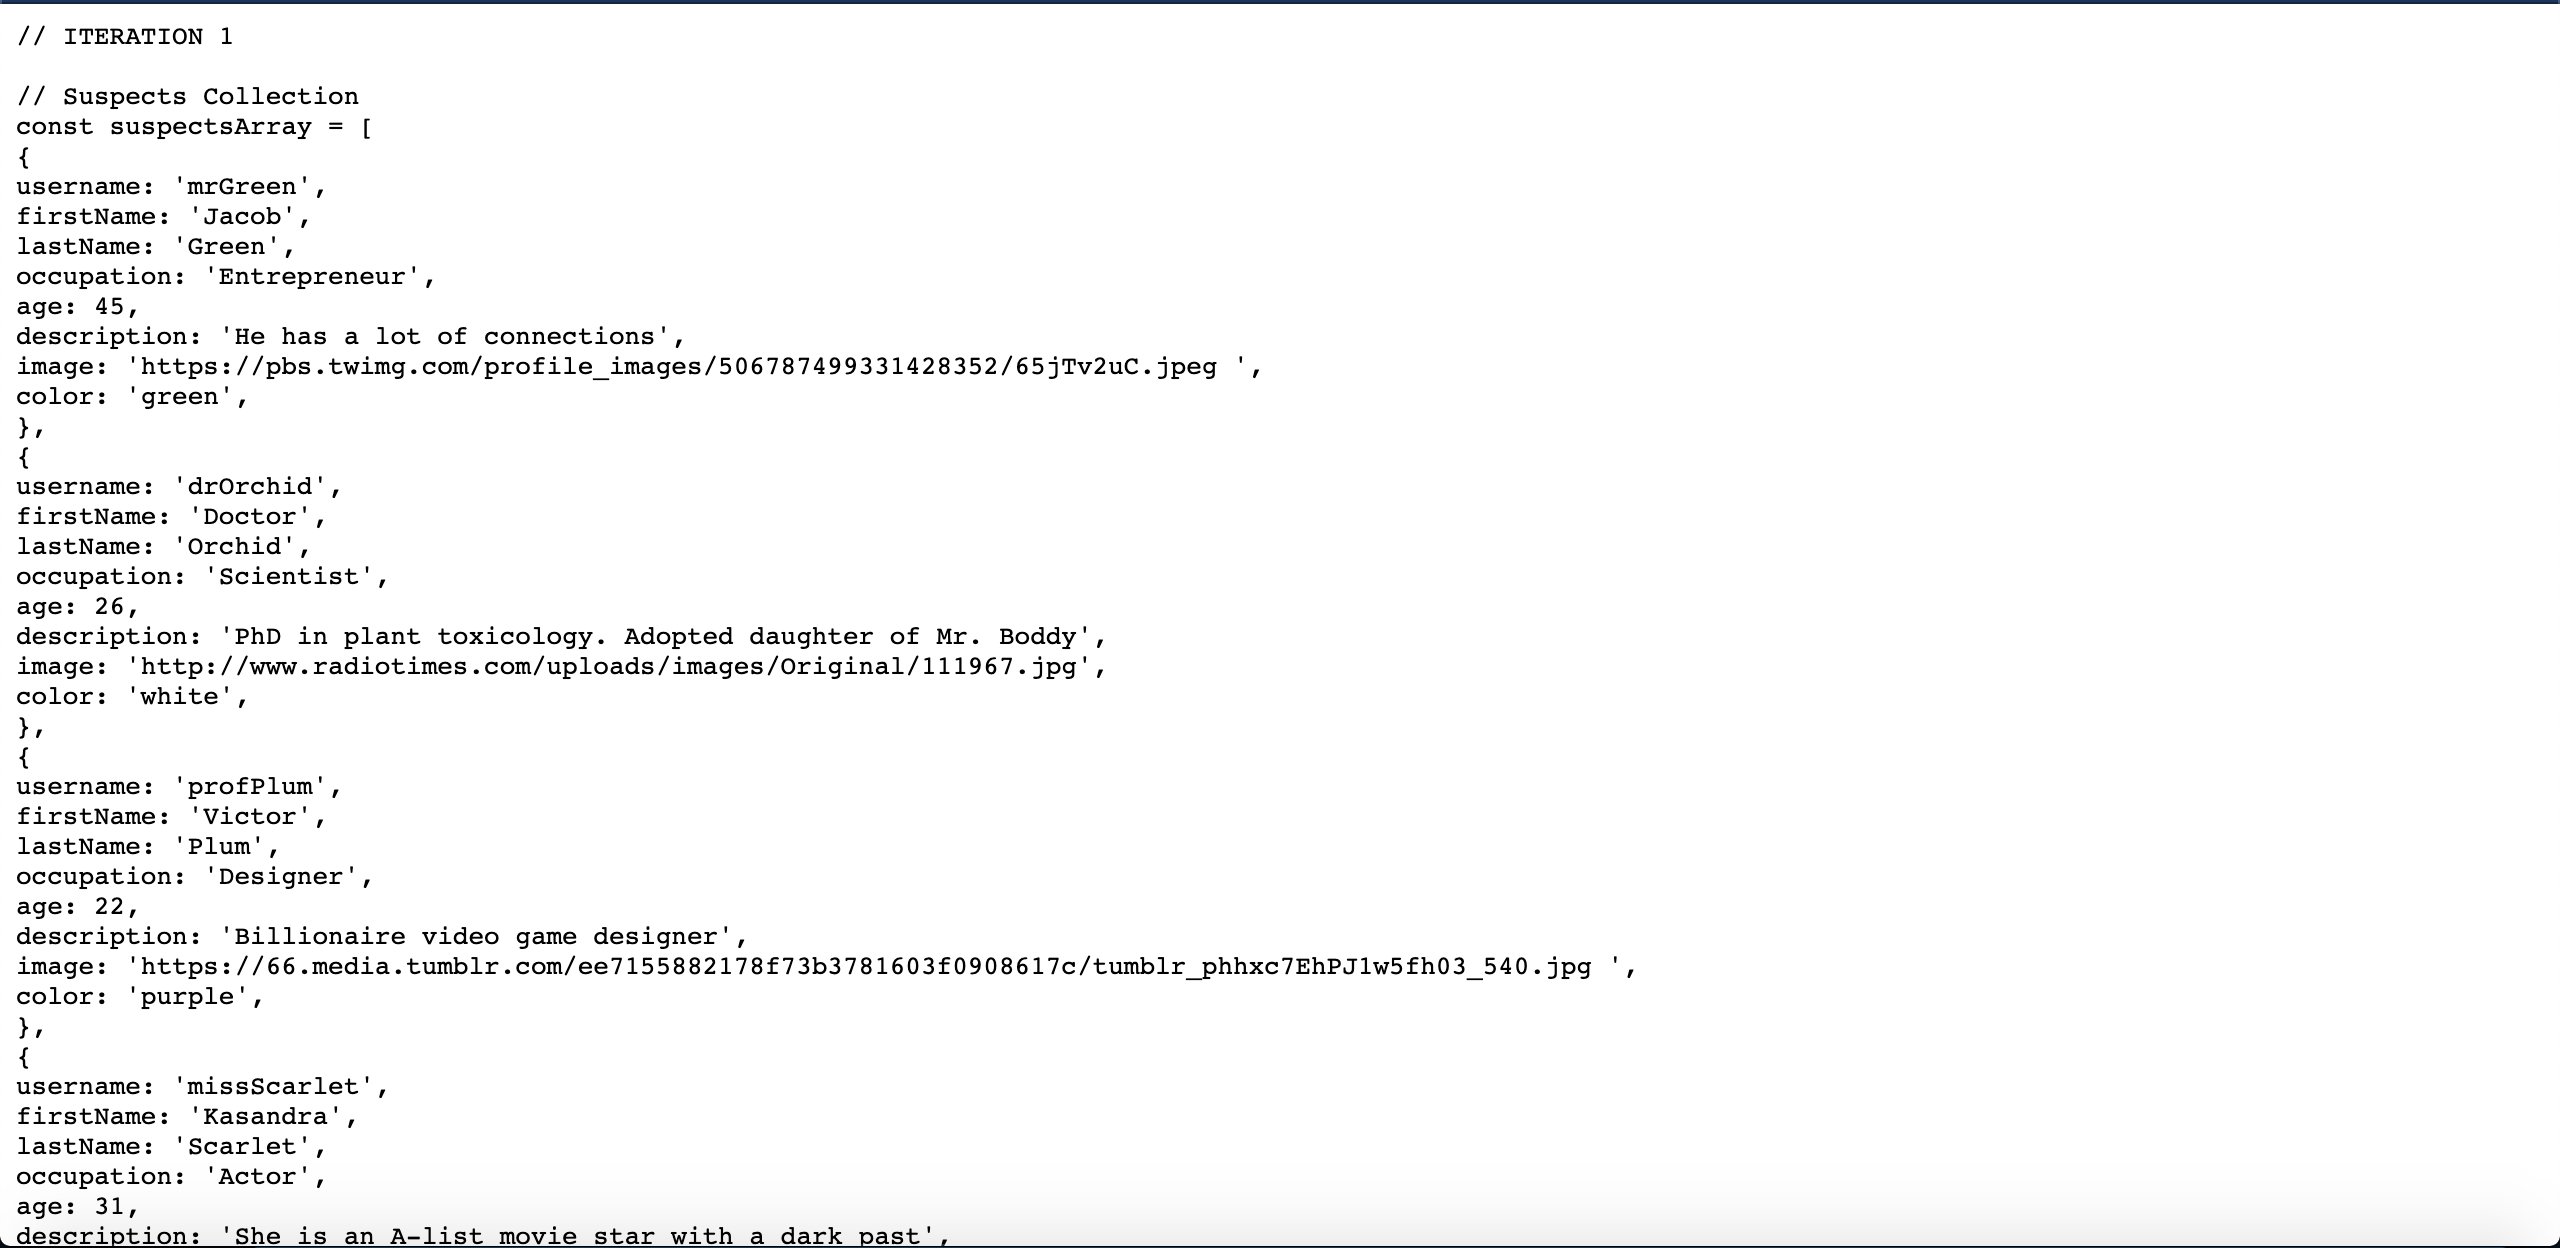 // ITERATION 1
// Suspects Collection
const suspectsArray = [
{
username: 'mrGreen',
firstName: 'Jacob',
lastName: 'Green',
occupation: 'Entrepreneur',
age: 45,
description: 'He has a lot of connections',
image: 'https://pbs.twimg.com/profile_images/506787499331428352/65jTv2uC.jpeg ',
color: 'green',
},
{
username: 'drOrchid',
firstName: 'Doctor',
lastName: 'Orchid',
occupation: 'Scientist',
age: 26,
description: 'PhD in plant toxicology. Adopted daughter of Mr. Boddy',
image: 'http://www.radiotimes.com/uploads/images/Original/111967.jpg',
color: 'white',
},
{
username: 'profPlum',
firstName: 'Victor',
lastName: 'Plum',
occupation: 'Designer',
age: 22,
description: 'Billionaire video game designer',
image: 'https://66.media.tumblr.com/ee7155882178f73b3781603f0908617c/tumblr_phhxc7EhPJ1w5fh03_540.jpg ',
color: 'purple',
},
{
username: 'missScarlet',
firstName: 'Kasandra',
lastName: 'Scarlet',
occupation: 'Actor',
age: 31,
description: 'She is an A-list movie star with a dark past',